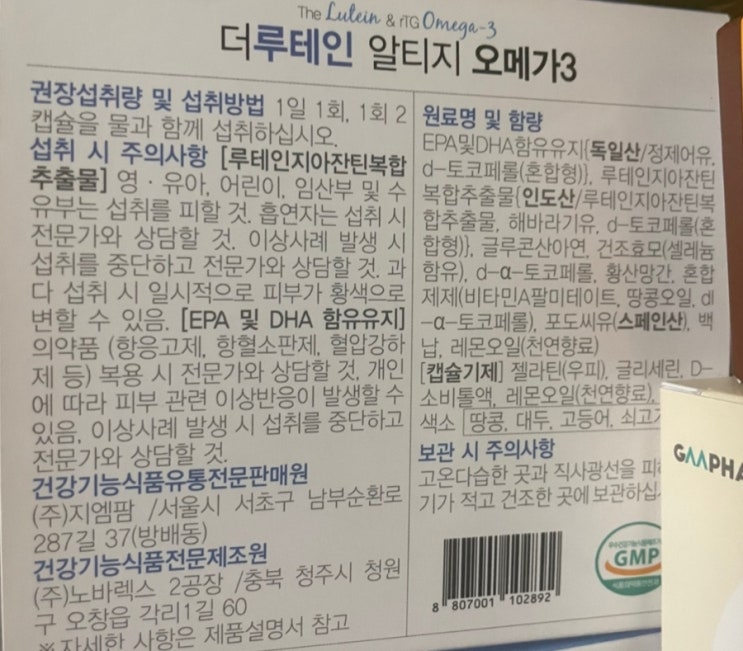 The Lutein & rTG Omega-3
더루테인 알티지 오메가3
권장섭취량 및 섭취방법 1일 1회, 1회 2
캡슐을 물과 함께 섭취하십시오.
섭취 시 주의사항 [루테인지아잔틴복합
추출물] 영·유아, 어린이, 임산부 및 수
유부는 섭취를 피할 것. 흡연자는 섭취 시
전문가와 상담할 것. 이상사례 발생 시
섭취를 중단하고 전문가와 상담할 것. 과
다 섭취 시 일시적으로 피부가 황색으로
변할 수 있음. [EPA 및 DHA 함유유지]
의약품 (항응고제, 항혈소판제, 혈압강하
제 등) 복용 시 전문가와 상담할 것, 개인
에 따라 피부 관련 이상반응이 발생할 수
있음, 이상사례 발생 시 섭취를 중단하고
전문가와 상담할 것.
건강기능식품유통전문판매원
(주)지엠팜 /서울시 서초구 남부순환로
287길 37(방배동)
건강기능식품전문제조원
(주)노바렉스 2공장 /충북 청주시 청원
구 오창읍 각리1길 60
※자세한 사항은 제품설명서 참고
원료명 및 함량
EPA및DHA함유유지{독일산/정제어유,
d-토코페롤(혼합형)}, 루테인지아잔틴
복합추출물{인도산/루테인지아잔틴복
합추출물, 해바라기유, d-토코페롤(혼
합형)}, 글루콘산아연, 건조효모(셀레늄
함유), d-α-토코페롤, 황산망간, 혼합
제제(비타민A팔미테이트, 땅콩오일, dl
-α-토코페롤), 포도씨유(스페인산), 백
납, 레몬오일(천연향료)
[캡슐기제] 젤라틴(우피), 글리세린, D-
소비톨액, 레몬오일(천연향료),
색소 땅콩, 대두, 고등어, 쇠고기
보관 시 주의사항
고온다습한 곳과 직사광선을 피하
기가 적고 건조한 곳에 보관하십시
GMP
8 807001 102892
GMPHA